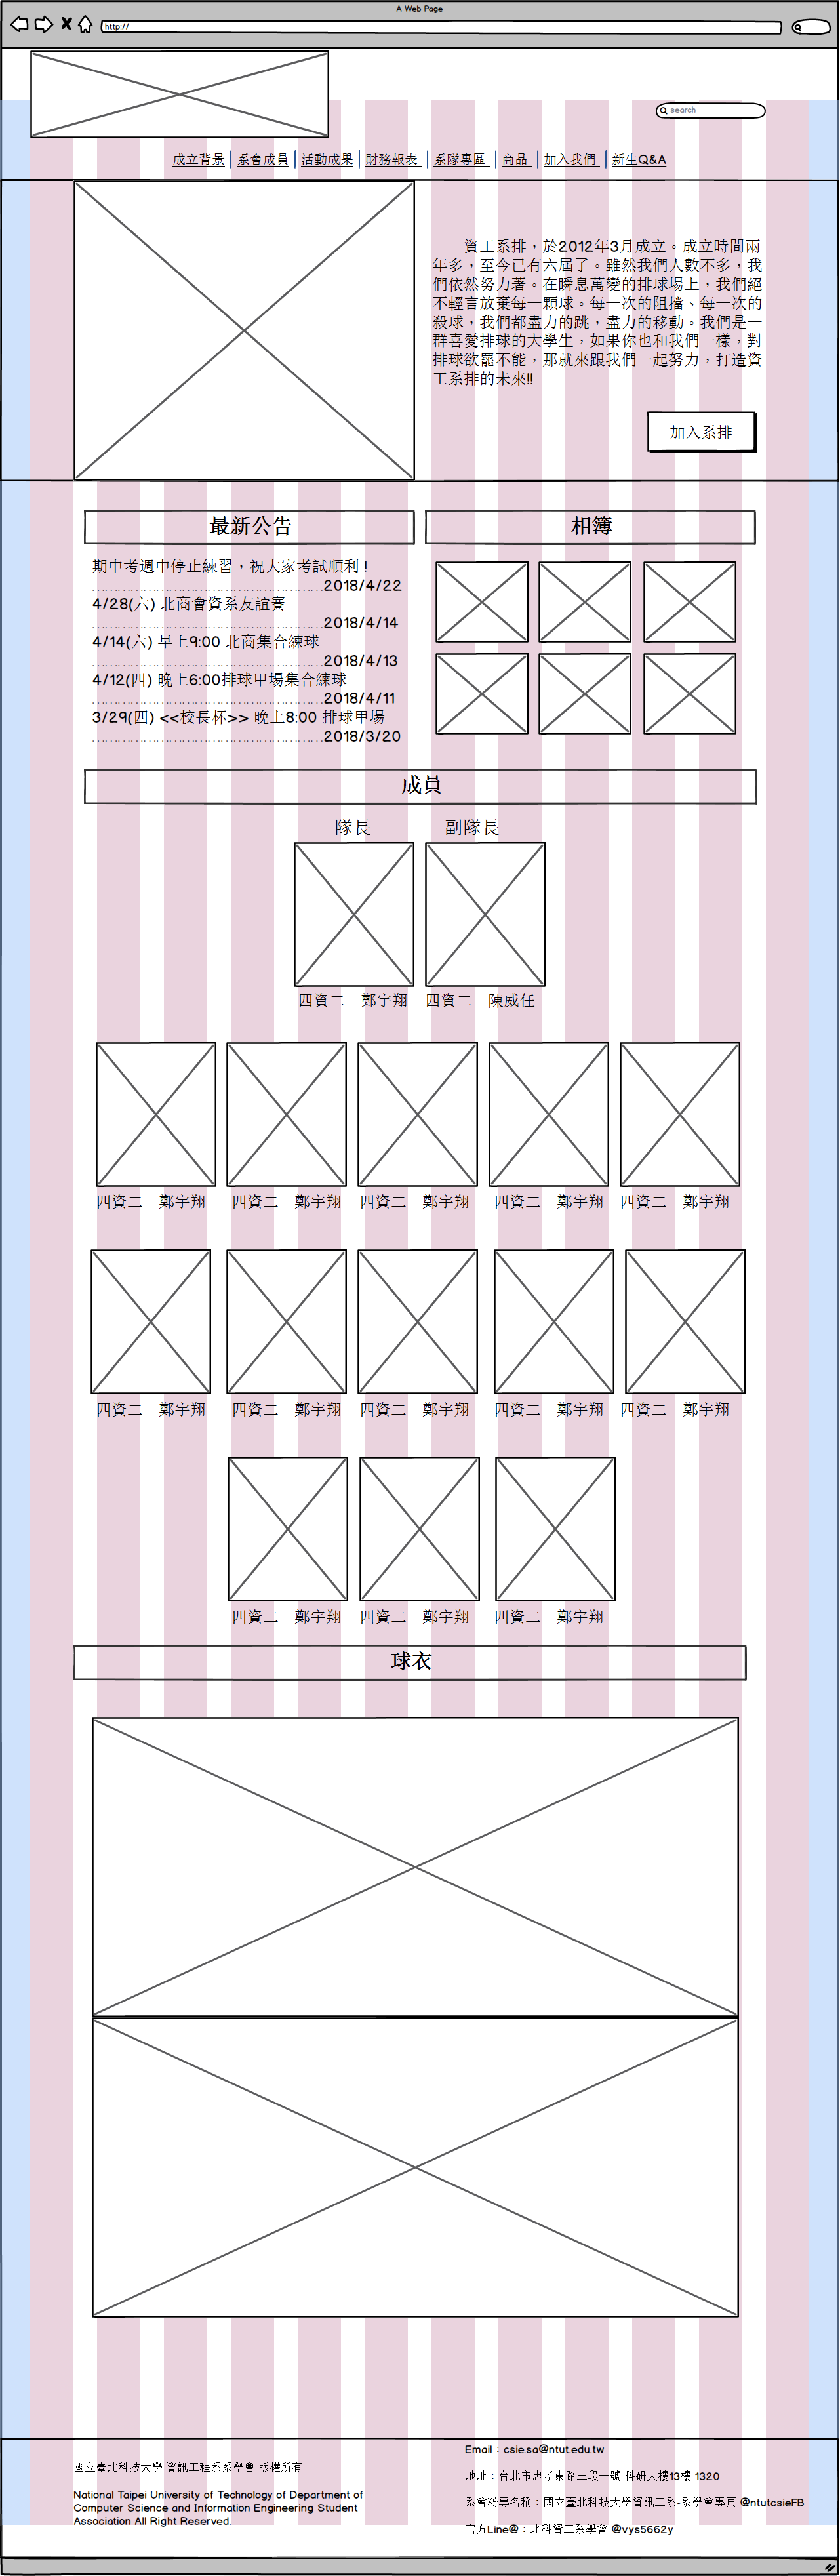 A Web Page
http://
search
成立背景 系會成員 活動成果 財務報表 系隊專區 商品 加入我們 新生Q&A
資工系排，於2012年3月成立。成立時間兩
年多，至今已有六屆了。雖然我們人數不多，我
們依然努力著。在瞬息萬變的排球場上，我們絕
不輕言放棄每一顆球。每一次的阻擋、每一次的
殺球，我們都盡力的跳，盡力的移動。我們是一
群喜愛排球的大學生，如果你也和我們一樣，對
排球欲罷不能，那就來跟我們一起努力，打造資
工系排的未來!!
加入系排
最新公告
期中考週中停止練習，祝大家考試順利！
2018/4/22
4/28(六) 北商會資系友誼賽
2018/4/14
4/14(六) 早上9:00 北商集合練球
2018/4/13
4/12(四) 晚上6:00排球甲場集合練球
2018/4/11
3/29(四) <<校長杯>> 晚上8:00 排球甲場
2018/3/20
相簿
成員
隊長 副隊長
四資二 鄭宇翔 四資二 陳威任
四資二 鄭宇翔 四資二 鄭宇翔 四資二 鄭宇翔 四資二 鄭宇翔 四資二 鄭宇翔
四資二 鄭宇翔 四資二 鄭宇翔 四資二 鄭宇翔 四資二 鄭宇翔 四資二 鄭宇翔
四資二 鄭宇翔 四資二 鄭宇翔 四資二 鄭宇翔
球衣
國立臺北科技大學 資訊工程系系學會 版權所有
National Taipei University of Technology of Department of
Computer Science and Information Engineering Student
Association All Right Reserved.
Email：csie.sa@ntut.edu.tw
地址：台北市忠孝東路三段一號 科研大樓13樓 1320
系會粉專名稱：國立臺北科技大學資訊工系-系學會專頁 @ntutcsieFB
官方Line@：北科資工系學會 @vys5662y